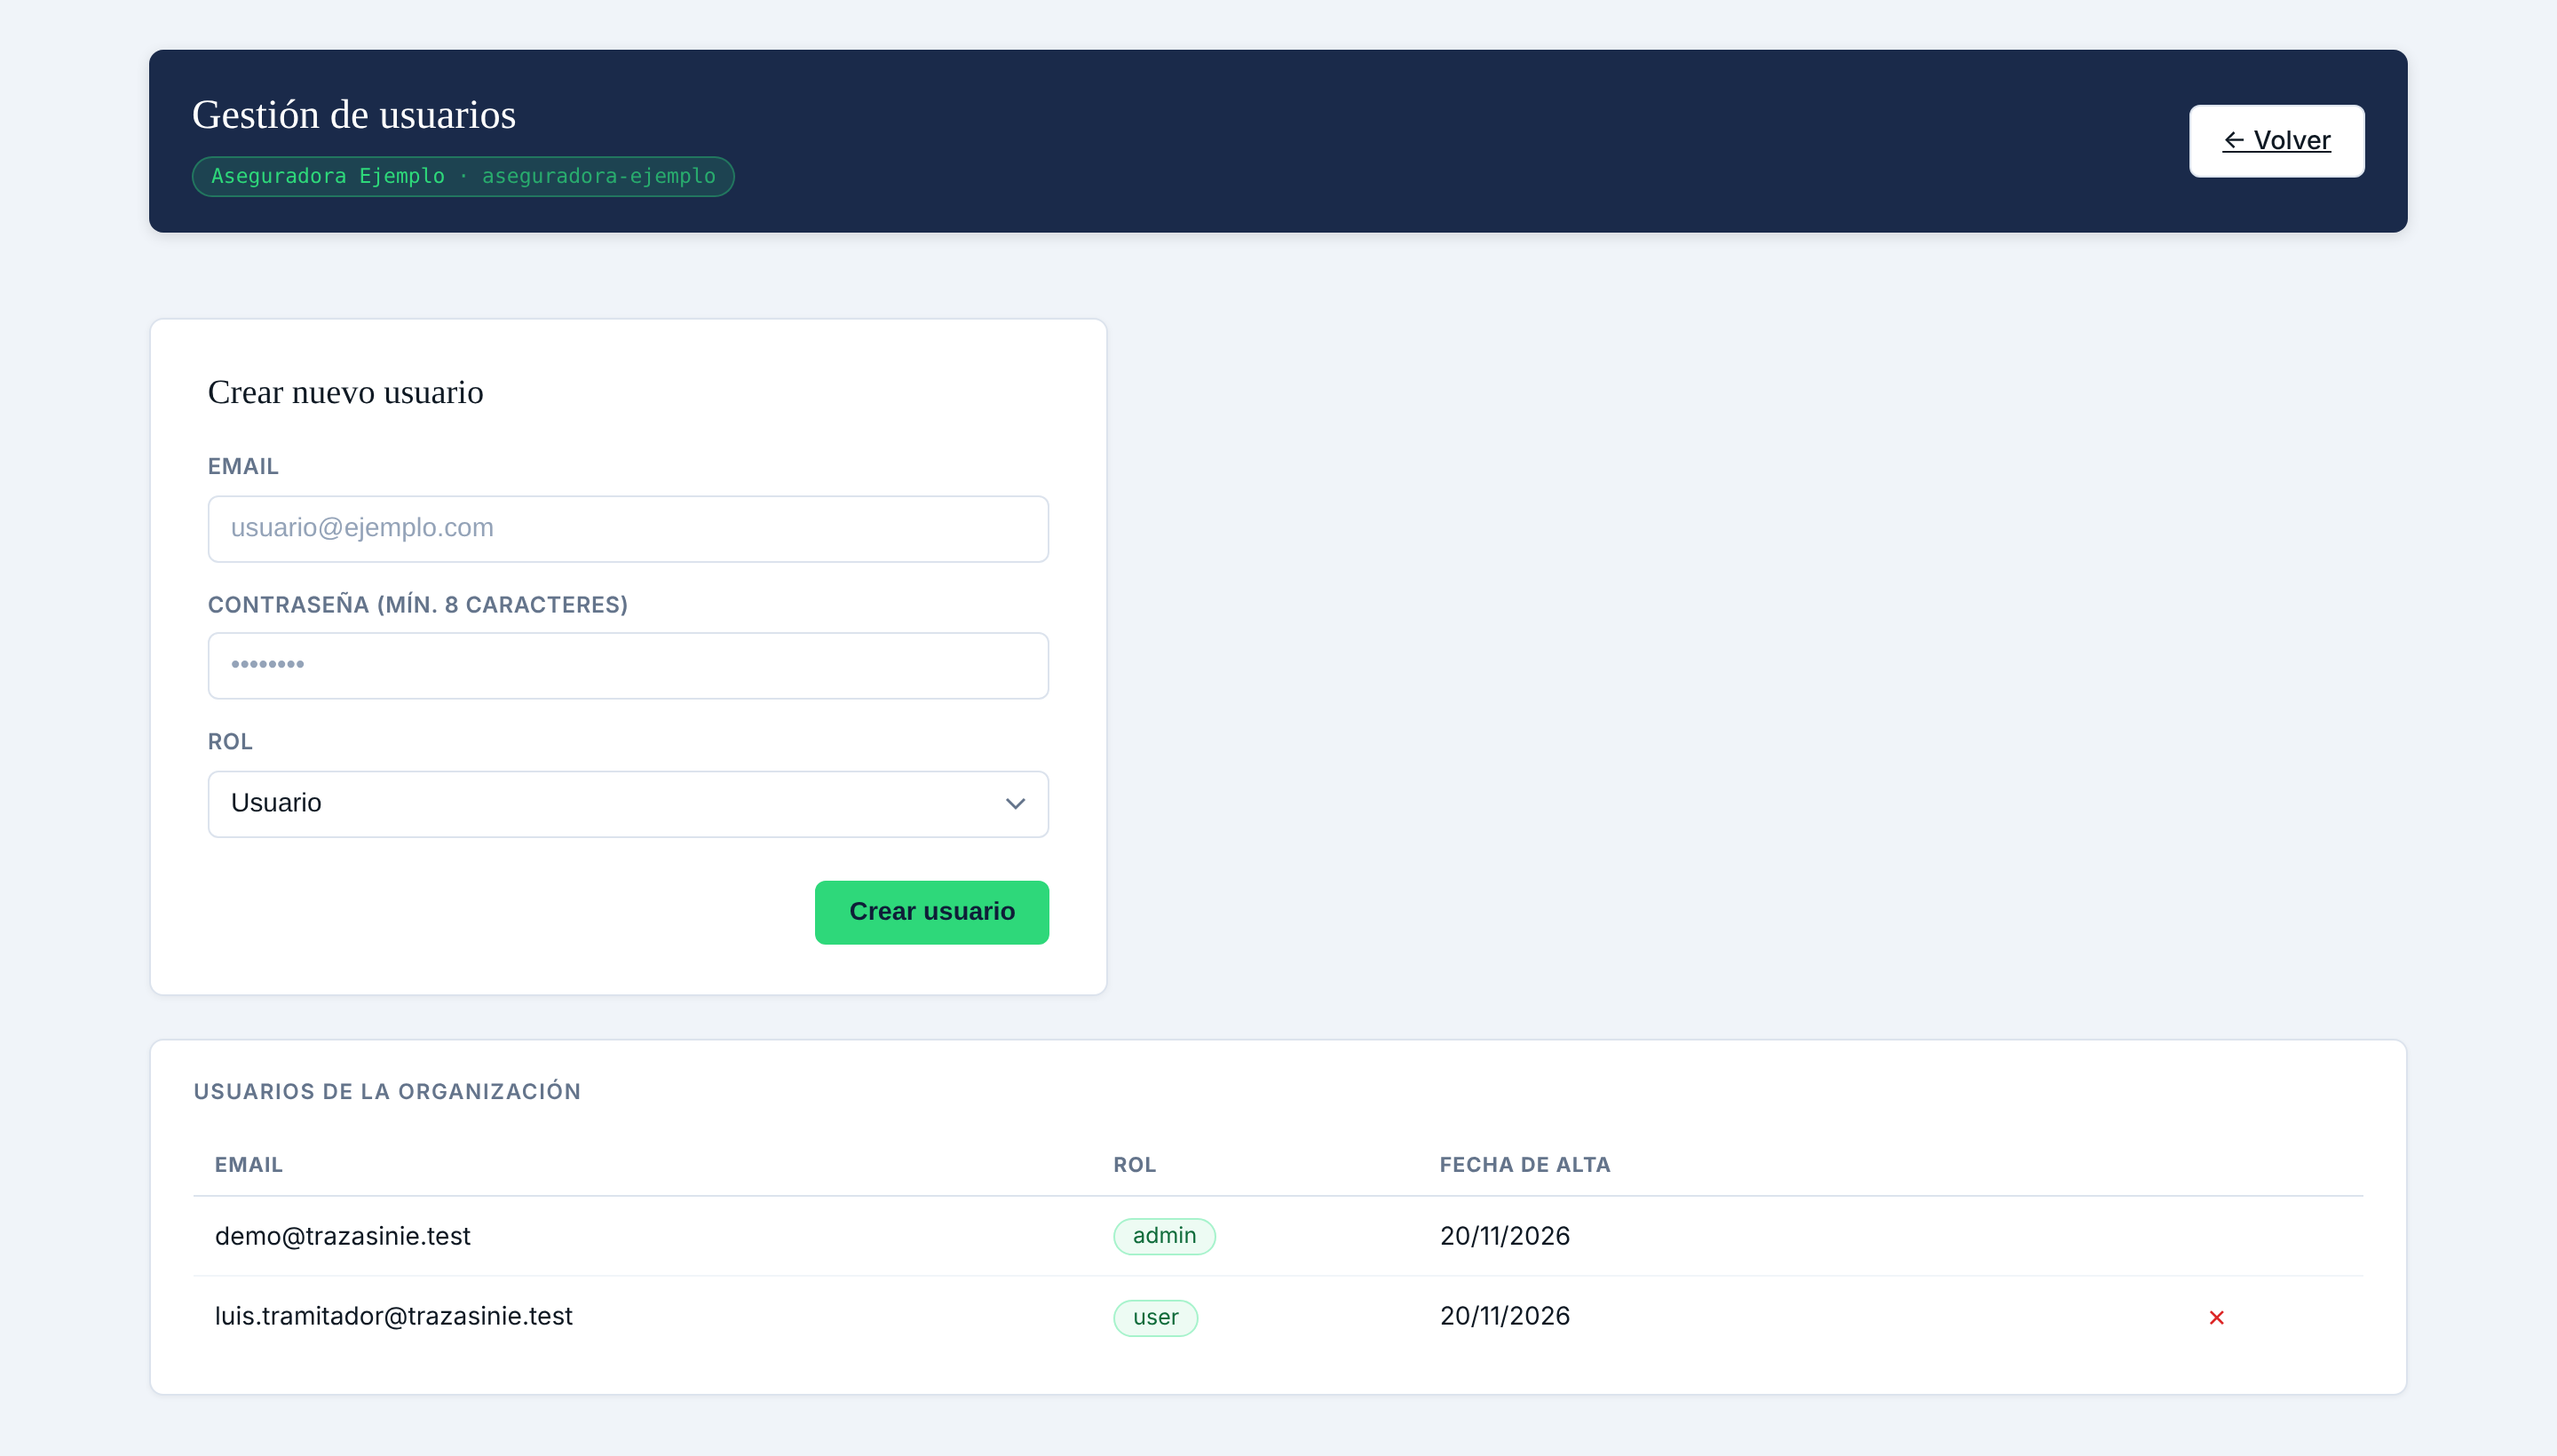 Gestión de usuarios
← Volver
Aseguradora Ejemplo · aseguradora-ejemplo
Crear nuevo usuario
EMAIL
usuario@ejemplo.com
CONTRASEÑA (MÍN. 8 CARACTERES)
••••••••
ROL
Usuario
Crear usuario
USUARIOS DE LA ORGANIZACIÓN
EMAIL ROL FECHA DE ALTA
demo@trazasinie.test admin 20/11/2026
luis.tramitador@trazasinie.test user 20/11/2026 ×